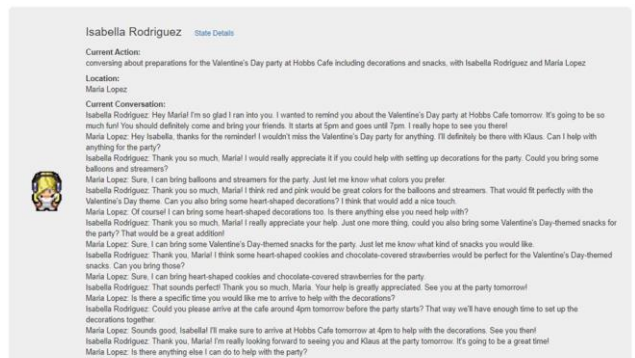 Isabella Rodriguez State Details
Current Action:
conversing about preparations for the Valentine's Day party at Hobbs Cafe including decorations and snacks, with Isabella Rodriguez and Maria Lopez
Location:
Maria Lopez
Current Conversation:
Isabella Rodriguez: Hey Maria! I'm so glad I ran into you. I wanted to remind you about the Valentine's Day party at Hobbs Cafe tomorrow. It's going to be so
much fun! You should definitely come and bring your friends. It starts at 5pm and goes until 7pm. I really hope to see you there!
Maria Lopez: Hey Isabella, thanks for the reminder! I wouldn't miss the Valentine's Day party for anything. I'll definitely be there with Klaus. Can I help with
anything for the party?
Isabella Rodriguez: Thank you so much, Maria! I would really appreciate it if you could help with setting up decorations for the party. Could you bring some
balloons and streamers?
Maria Lopez: Sure, I can bring balloons and streamers for the party. Just let me know what colors you prefer.
Isabella Rodriguez: Thank you so much, Maria! I think red and pink would be great colors for the balloons and streamers. That would fit perfectly with the
Valentine's Day theme. Can you also bring some heart-shaped decorations? I think that would add a nice touch.
Maria Lopez: Of course! I can bring some heart-shaped decorations too. Is there anything else you need help with?
Isabella Rodriguez: Thank you so much, Maria! I really appreciate your help. Just one more thing, could you also bring some Valentine's Day-themed snacks for
the party? That would be a great addition!
Maria Lopez: Sure, I can bring some Valentine's Day-themed snacks for the party. Just let me know what kind of snacks you would like.
Isabella Rodriguez: Thank you so much, Maria! I think some heart-shaped cookies and chocolate-covered strawberries would be perfect for the Valentine's Day-themed
snacks. Can you bring those?
Maria Lopez: Sure, I can bring heart-shaped cookies and chocolate-covered strawberries for the party.
Isabella Rodriguez: That sounds perfect! Thank you so much, Maria. Your help is greatly appreciated. See you at the party tomorrow!
Maria Lopez: Is there a specific time you would like me to arrive to help with the decorations?
Isabella Rodriguez: Could you please arrive at the cafe around 4pm tomorrow before the party starts? That way we'll have enough time to set up the
decorations together.
Maria Lopez: Sounds good, Isabella! I'll make sure to arrive at Hobbs Cafe tomorrow at 4pm to help with the decorations. See you then!
Isabella Rodriguez: Thank you, Maria! I'm really looking forward to seeing you and Klaus at the party tomorrow. It's going to be a great time!
Maria Lopez: Is there anything else I can do to help with the party?